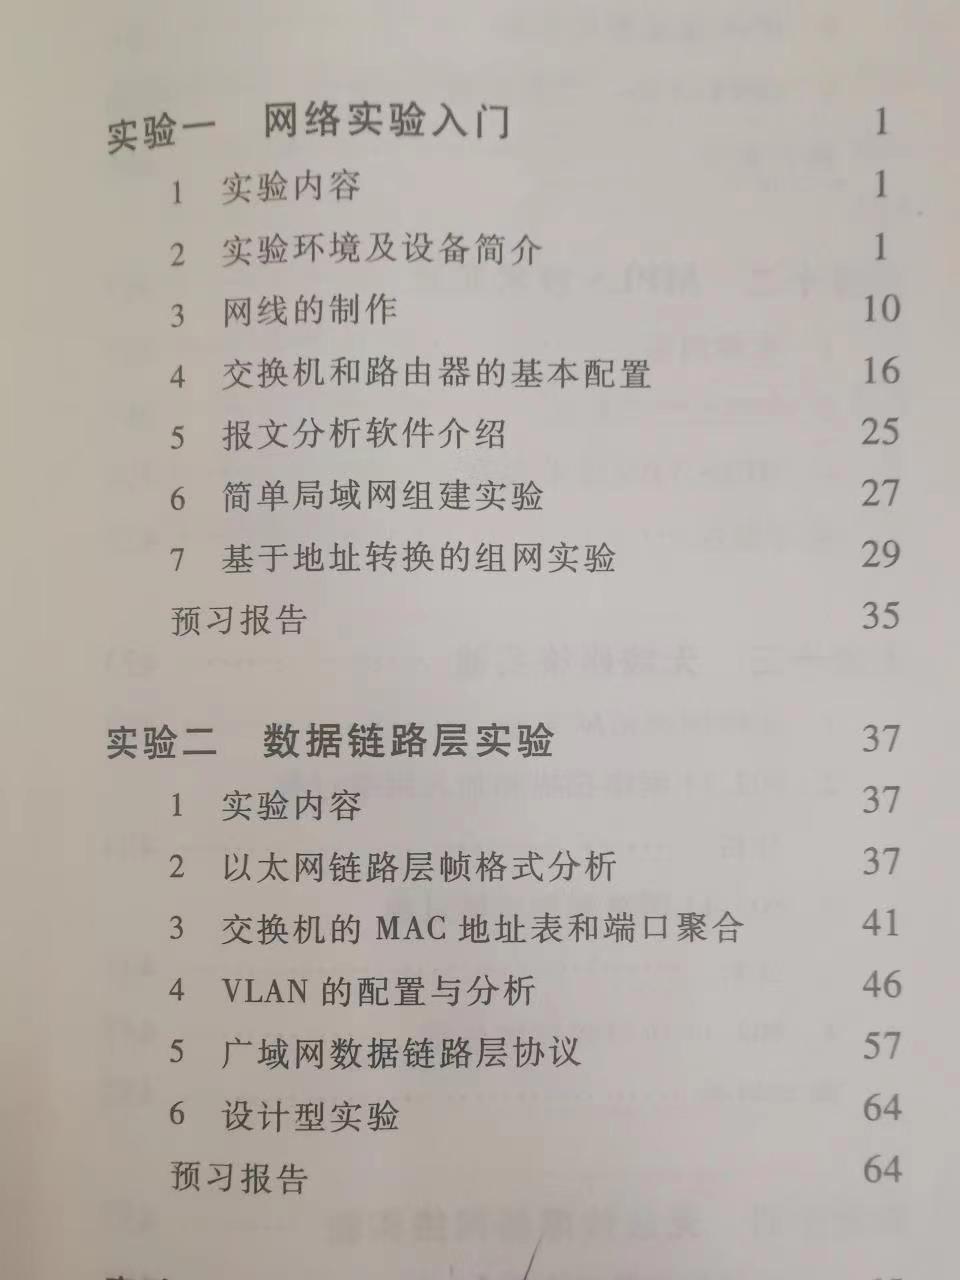 实验一 网络实验入门 1
1 实验内容 1
2 实验环境及设备简介 1
3 网线的制作 10
4 交换机和路由器的基本配置 16
5 报文分析软件介绍 25
6 简单局域网组建实验 27
7 基于地址转换的组网实验 29
预习报告 35
实验二 数据链路层实验 37
1 实验内容 37
2 以太网链路层帧格式分析 37
3 交换机的 MAC 地址表和端口聚合 41
4 VLAN 的配置与分析 46
5 广域网数据链路层协议 57
6 设计型实验 64
预习报告 64